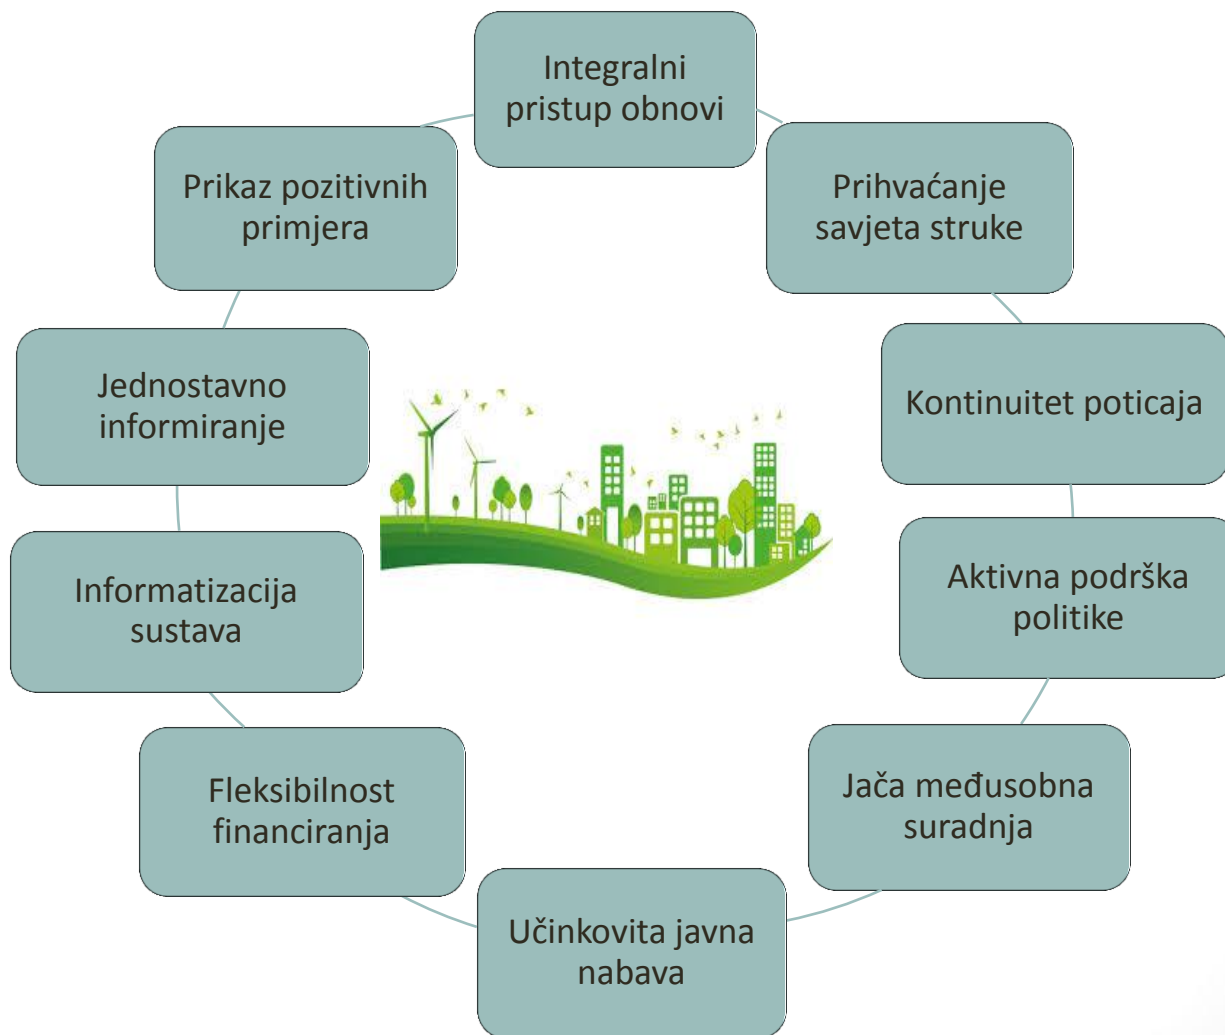 Integralni
pristup obnovi
Prihvaćanje
savjeta struke
Kontinuitet poticaja
Aktivna podrška
politike
Jača međusobna
suradnja
Učinkovita javna
nabava
Fleksibilnost
financiranja
Informatizacija
sustava
Jednostavno
informiranje
Prikaz pozitivnih
primjera